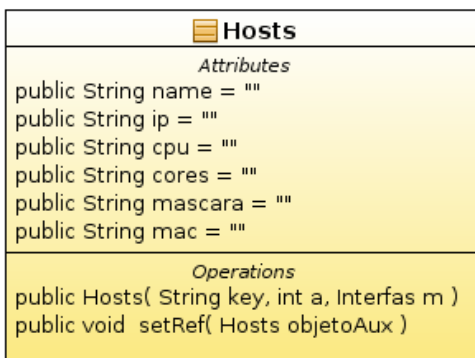 Hosts
Attributes
public String name = ""
public String ip = ""
public String cpu = ""
public String cores = ""
public String mascara = ""
public String mac = ""
Operations
public Hosts( String key, int a, Interfas m )
public void  setRef( Hosts objetoAux )